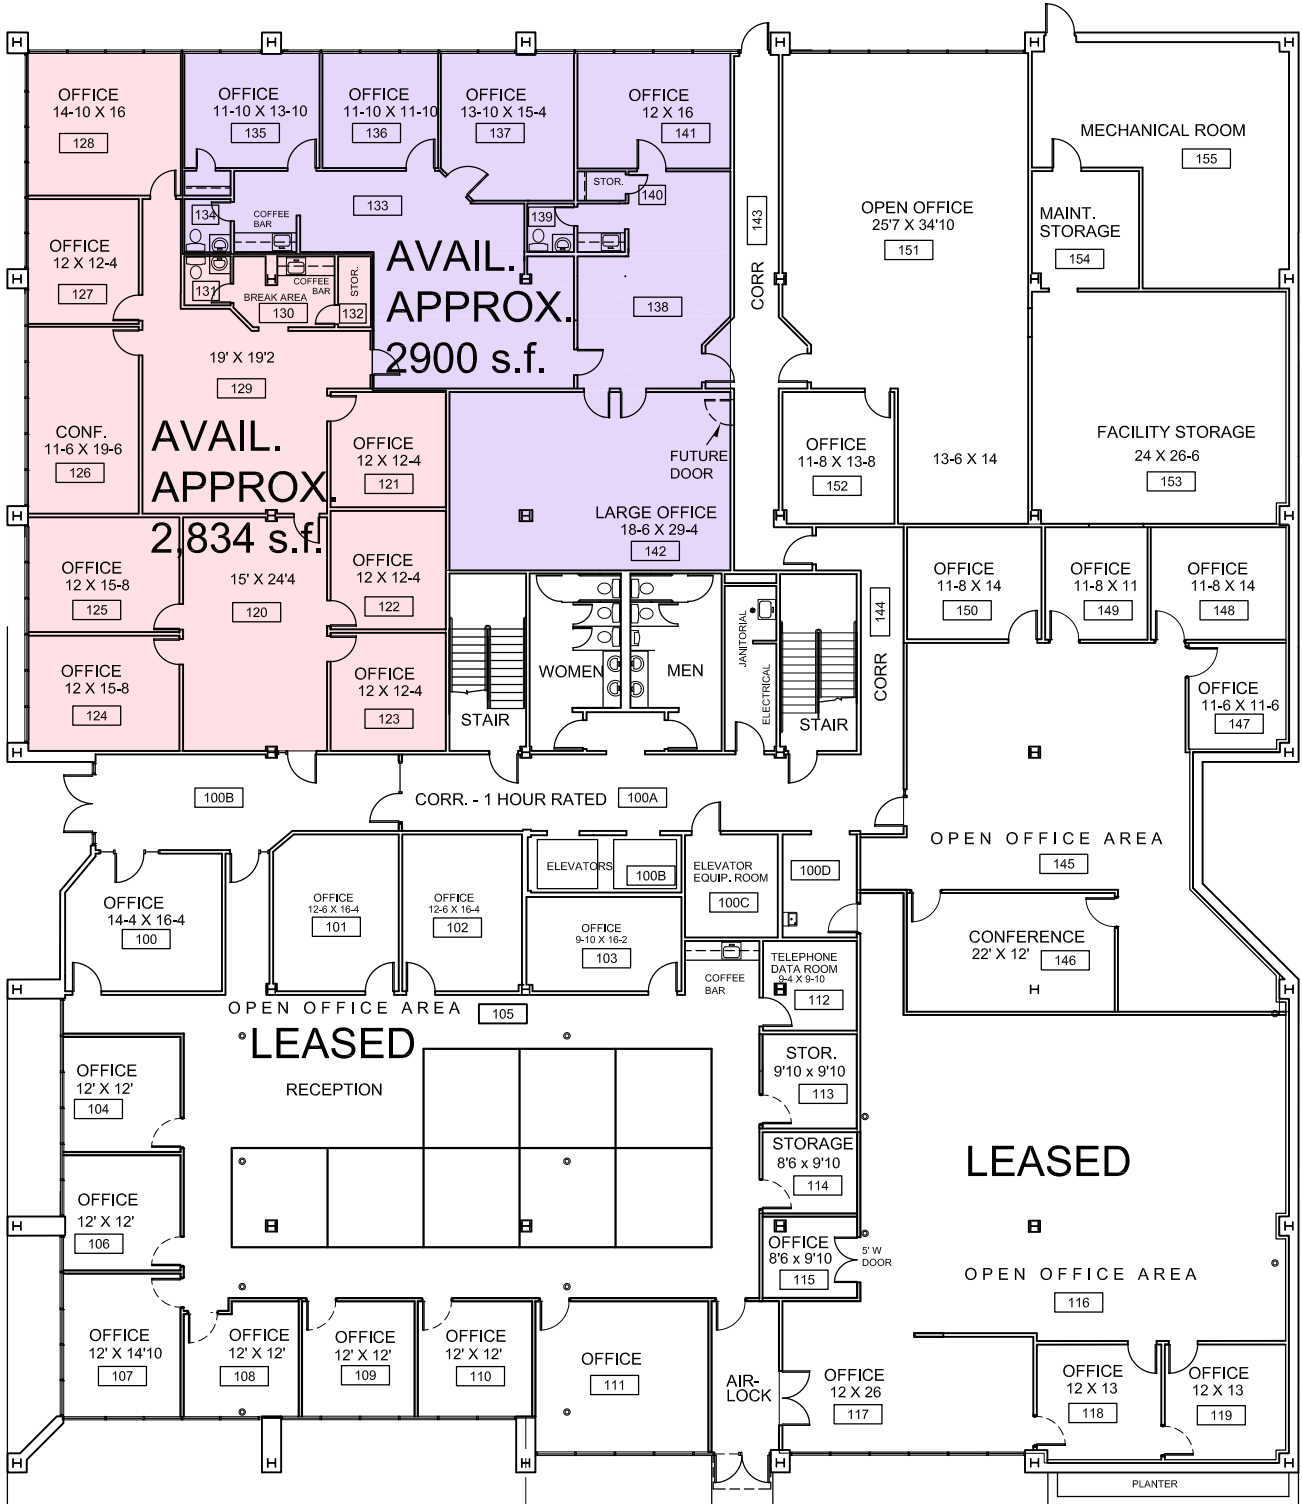 OFFICE
14-10 X 16
128
OFFICE
11-10 X 13-10
135
OFFICE
11-10 X 11-10
136
OFFICE
13-10 X 15-4
137
OFFICE
12 X 16
141
MECHANICAL ROOM
155
STOR.
140
133
134
COFFEE
BAR
139
143
CORR
OPEN OFFICE
25'7 X 34'10
151
MAINT.
STORAGE
154
OFFICE
12 X 12-4
127
131
BREAK AREA
130
COFFEE
BAR
STOR.
132
AVAIL.
APPROX.
2900 s.f.
138
19' X 19'2
129
CONF.
11-6 X 19-6
126
AVAIL.
APPROX.
2,834 s.f.
OFFICE
12 X 12-4
121
FUTURE
DOOR
OFFICE
11-8 X 13-8
152
13-6 X 14
FACILITY STORAGE
24 X 26-6
153
LARGE OFFICE
18-6 X 29-4
142
OFFICE
12 X 15-8
125
15' X 24'4
120
OFFICE
12 X 12-4
122
OFFICE
11-8 X 14
150
OFFICE
11-8 X 11
149
OFFICE
11-8 X 14
148
144
CORR
OFFICE
12 X 15-8
124
OFFICE
12 X 12-4
123
STAIR
WOMEN
MEN
JANITORIAL
ELECTRICAL
STAIR
OFFICE
11-6 X 11-6
147
100B
CORR. - 1 HOUR RATED
100A
OPEN OFFICE AREA
145
OFFICE
14-4 X 16-4
100
OFFICE
12-6 X 16-4
101
OFFICE
12-6 X 16-4
102
ELEVATORS
100B
ELEVATOR
EQUIP. ROOM
100C
100D
OFFICE
9-10 X 16-2
103
CONFERENCE
22' X 12'
146
COFFEE
BAR
TELEPHONE
DATA ROOM
9-4 X 9-10
112
OPEN OFFICE AREA
105
LEASED
RECEPTION
OFFICE
12' X 12'
104
STOR.
9'10 x 9'10
113
STORAGE
8'6 x 9'10
114
LEASED
OFFICE
12' X 12'
106
OFFICE
8'6 x 9'10
115
5' W
DOOR
OPEN OFFICE AREA
116
OFFICE
12' X 14'10
107
OFFICE
12' X 12'
108
OFFICE
12' X 12'
109
OFFICE
12' X 12'
110
OFFICE
111
AIR-
LOCK
OFFICE
12 X 26
117
OFFICE
12 X 13
118
OFFICE
12 X 13
119
PLANTER